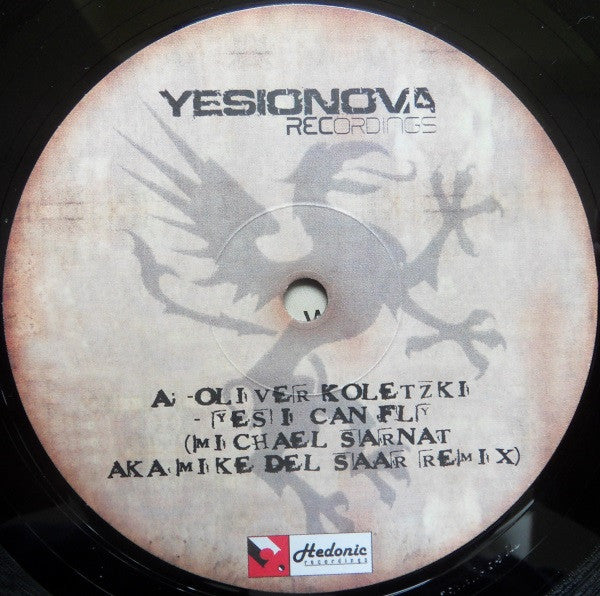 YESIONOVA
RECORDINGS
A: -OLIVER KOLETZKI
- YES I CAN FLY
(MICHAEL SARNAT
AKA MIKE DEL SAAR REMIX)
Hedonic
recordings